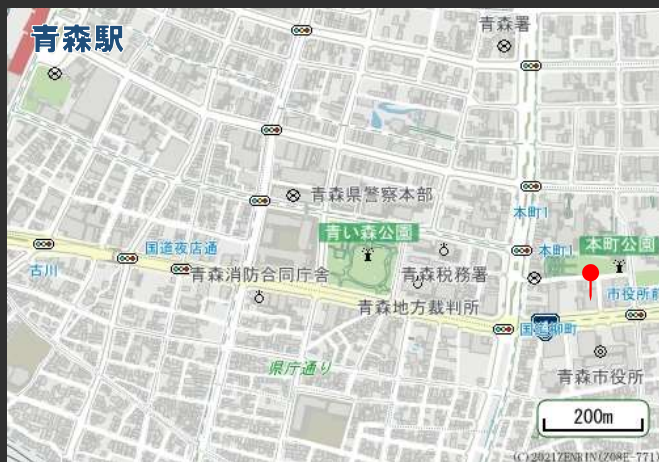 青森駅
青森署
青森県警察本部
本町1
青い森公園
本町1
本町公園
国道夜店通
古川
青森消防合同庁舎
青森税務署
市役所前
青森地方裁判所
国道柳町
県庁通り
青森市役所
200m
(C)2021ZENRIN(Z08E-771)